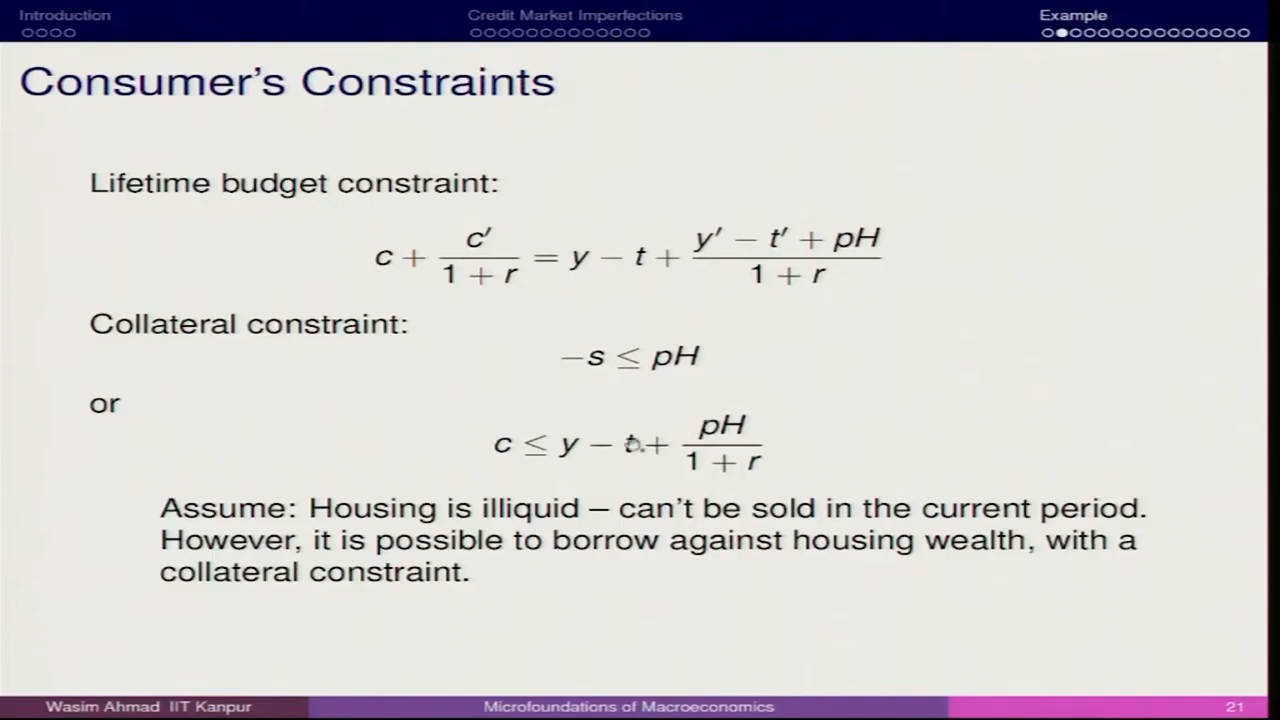 Introduction
Credit Market Imperfections
Example
Consumer's Constraints
Lifetime budget constraint:
c + c′/(1 + r) = y − t + (y′ − t′ + pH)/(1 + r)
Collateral constraint:
−s ≤ pH
or
c ≤ y − t + pH/(1 + r)
Assume: Housing is illiquid – can't be sold in the current period.
However, it is possible to borrow against housing wealth, with a
collateral constraint.
Wasim Ahmad IIT Kanpur
Microfoundations of Macroeconomics
21